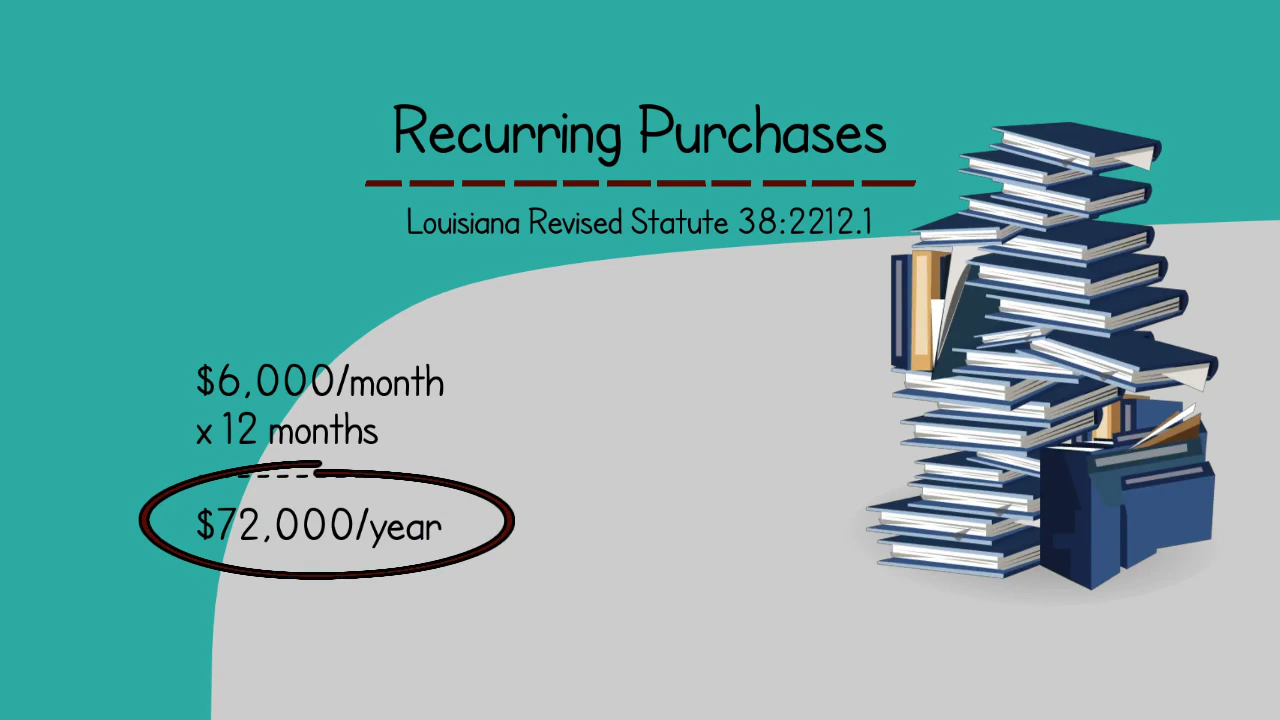 Recurring Purchases
Louisiana Revised Statute 38:2212.1
$6,000/month
x 12 months
$72,000/year